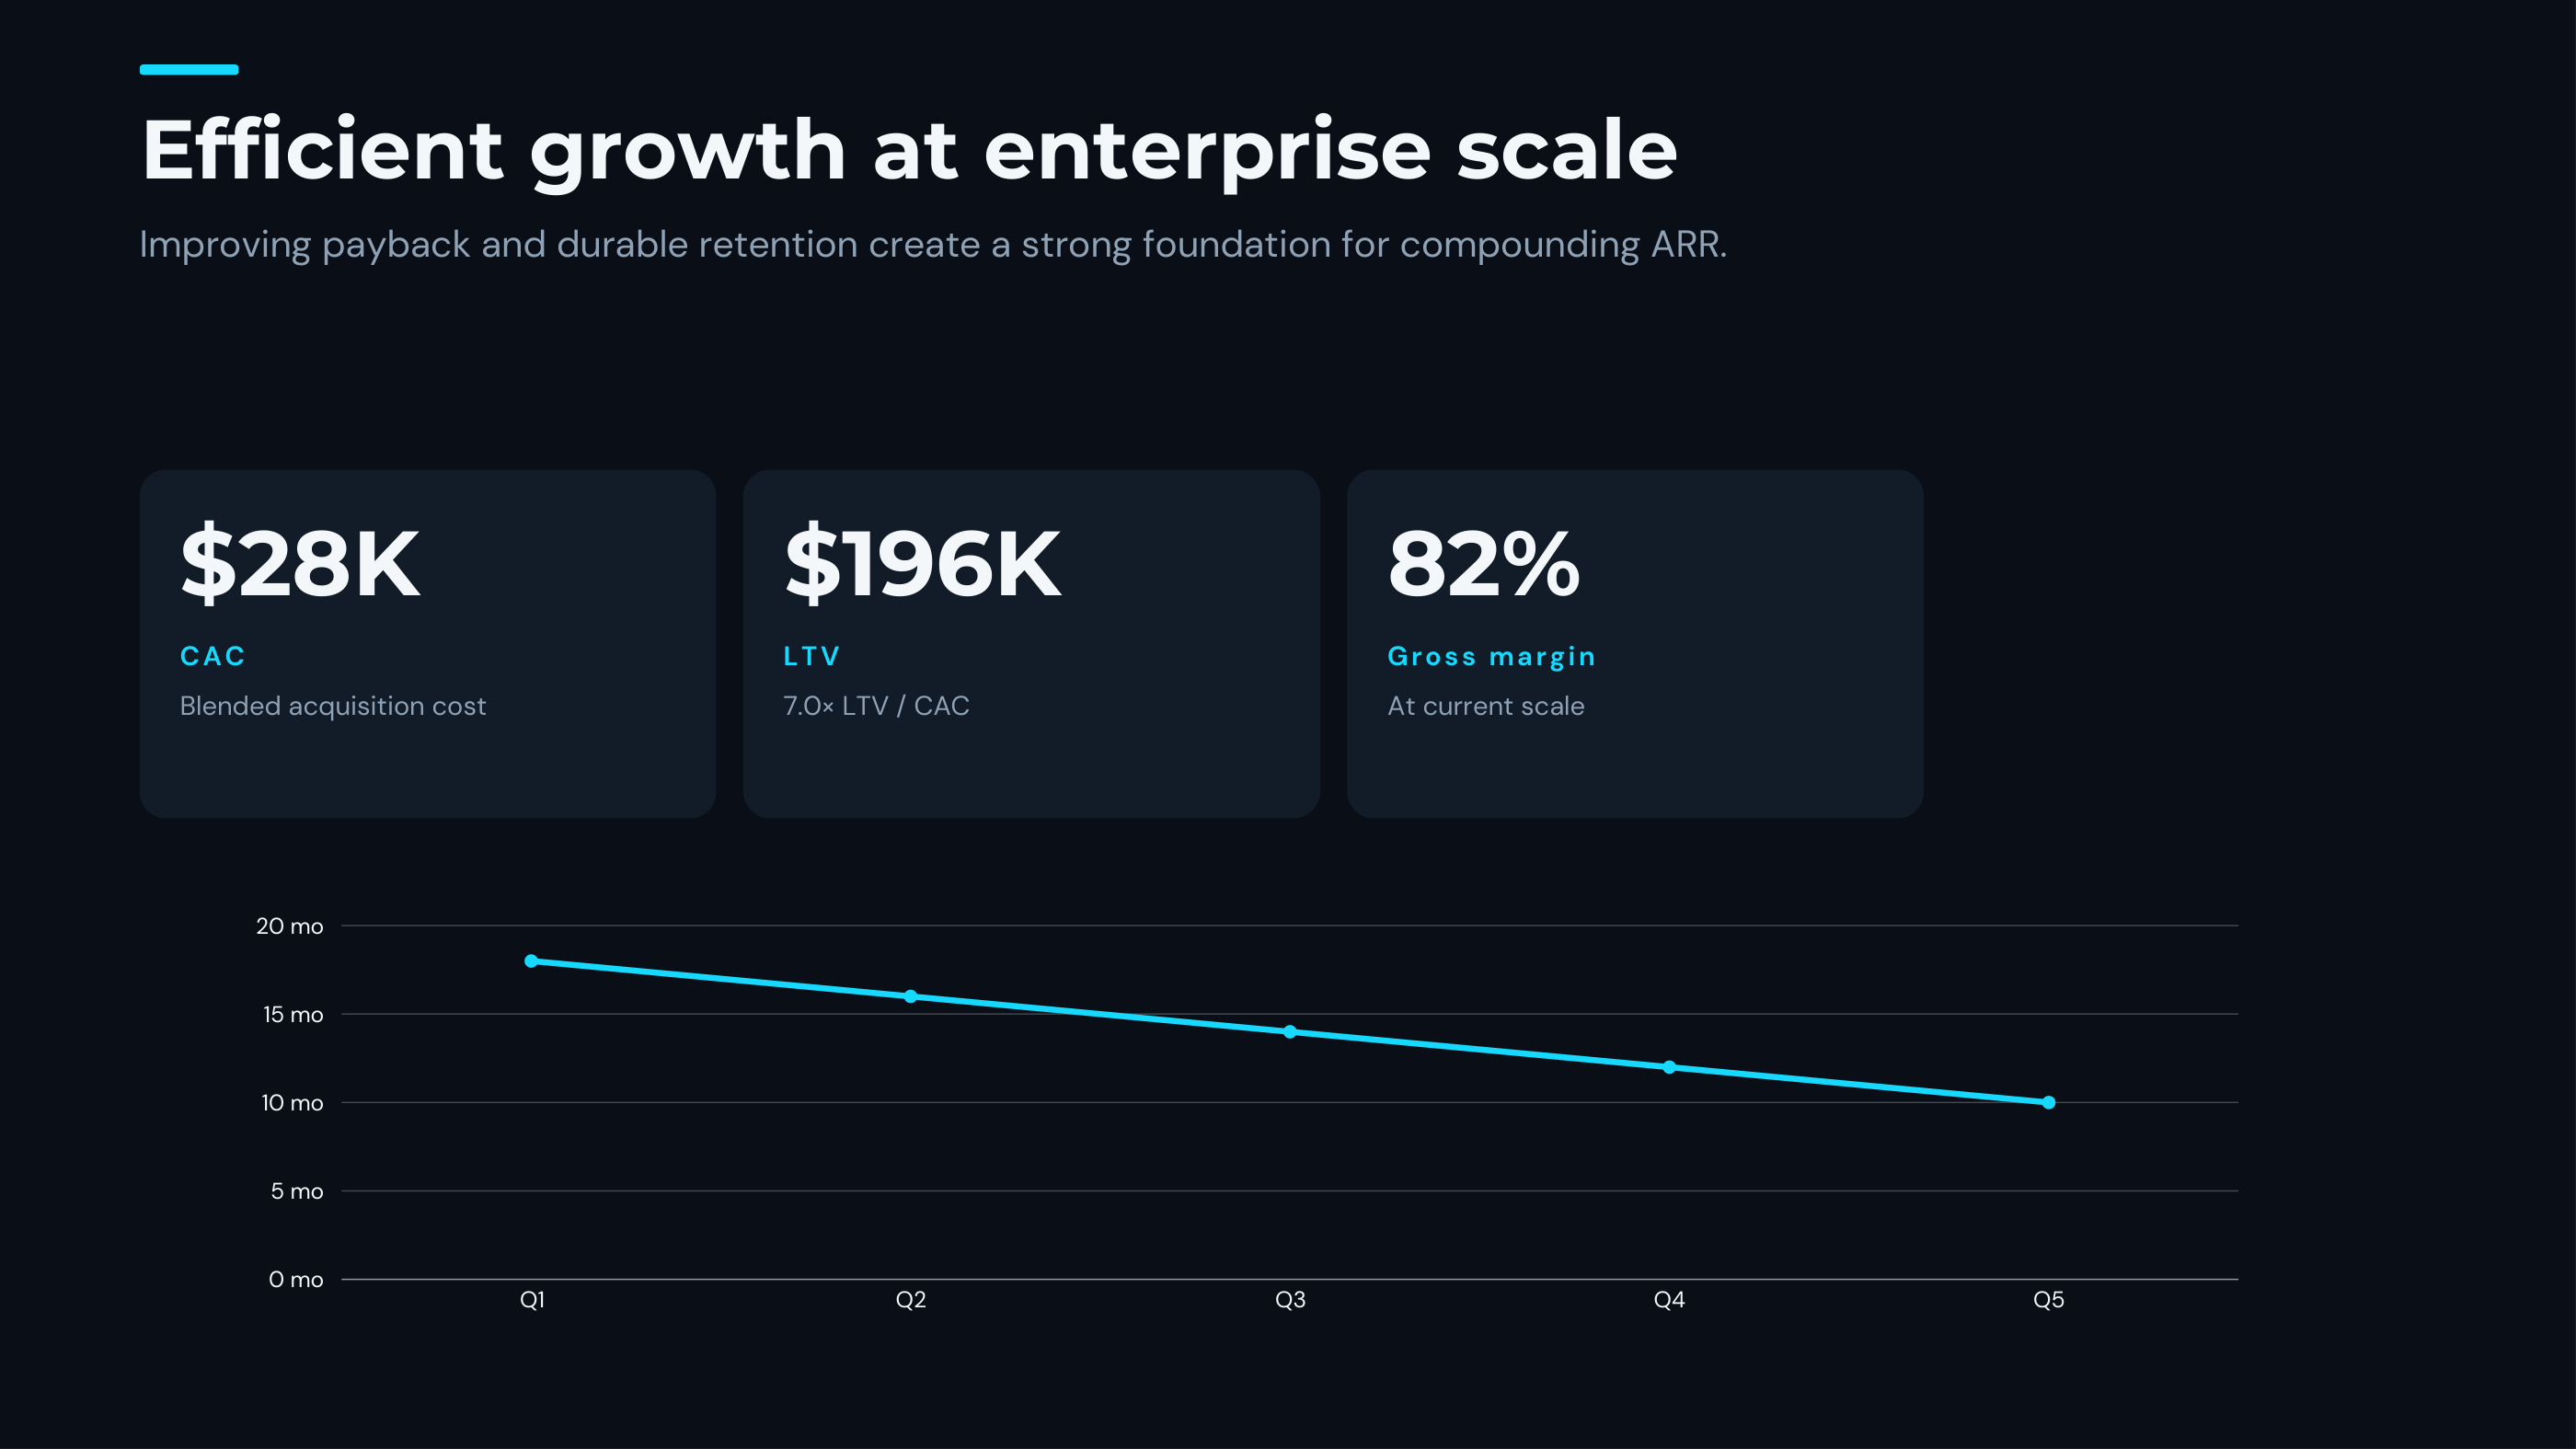 Efficient growth at enterprise scale
Improving payback and durable retention create a strong foundation for compounding ARR.
$28K
CAC
Blended acquisition cost
$196K
LTV
7.0× LTV / CAC
82%
Gross margin
At current scale
20 mo
15 mo
10 mo
5 mo
0 mo
Q1 Q2 Q3 Q4 Q5